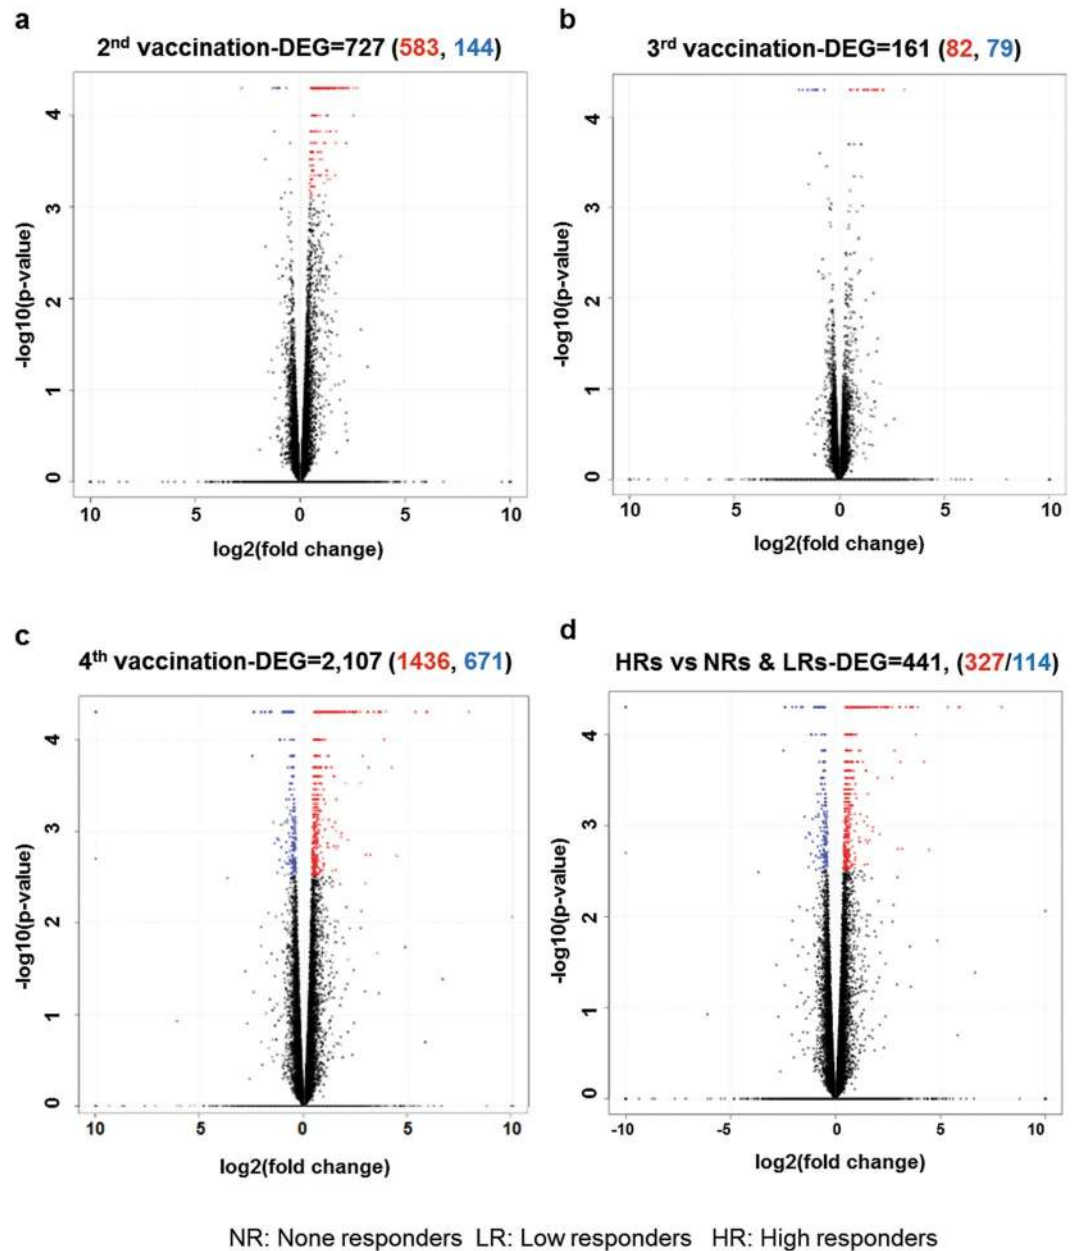 a
2nd vaccination-DEG=727 (583, 144)
4
3
2
1
0
-log10(p-value)
10 5 0 5 10
log2(fold change)
b
3rd vaccination-DEG=161 (82, 79)
4
3
2
1
0
-log10(p-value)
10 5 0 5 10
log2(fold change)
c
4th vaccination-DEG=2,107 (1436, 671)
4
3
2
1
0
-log10(p-value)
10 5 0 5 10
log2(fold change)
d
HRs vs NRs & LRs-DEG=441, (327/114)
4
3
2
1
0
-log10(p-value)
-10 -5 0 5 10
log2(fold change)
NR: None responders LR: Low responders HR: High responders